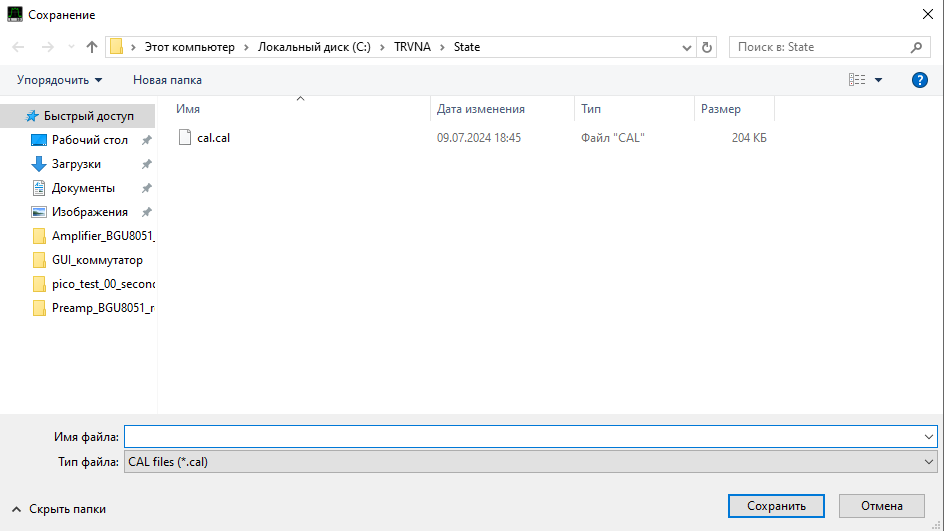 Сохранение
Этот компьютер > Локальный диск (C:) > TRVNA > State
Поиск в: State
Упорядочить Новая папка
Имя Дата изменения Тип Размер
cal.cal 09.07.2024 18:45 Файл "CAL" 204 КБ
Быстрый доступ
Рабочий стол
Загрузки
Документы
Изображения
Amplifier_BGU8051_
GUI_коммутатор
pico_test_00_second
Preamp_BGU8051_r
Имя файла:
Тип файла: CAL files (*.cal)
Скрыть папки
Сохранить Отмена